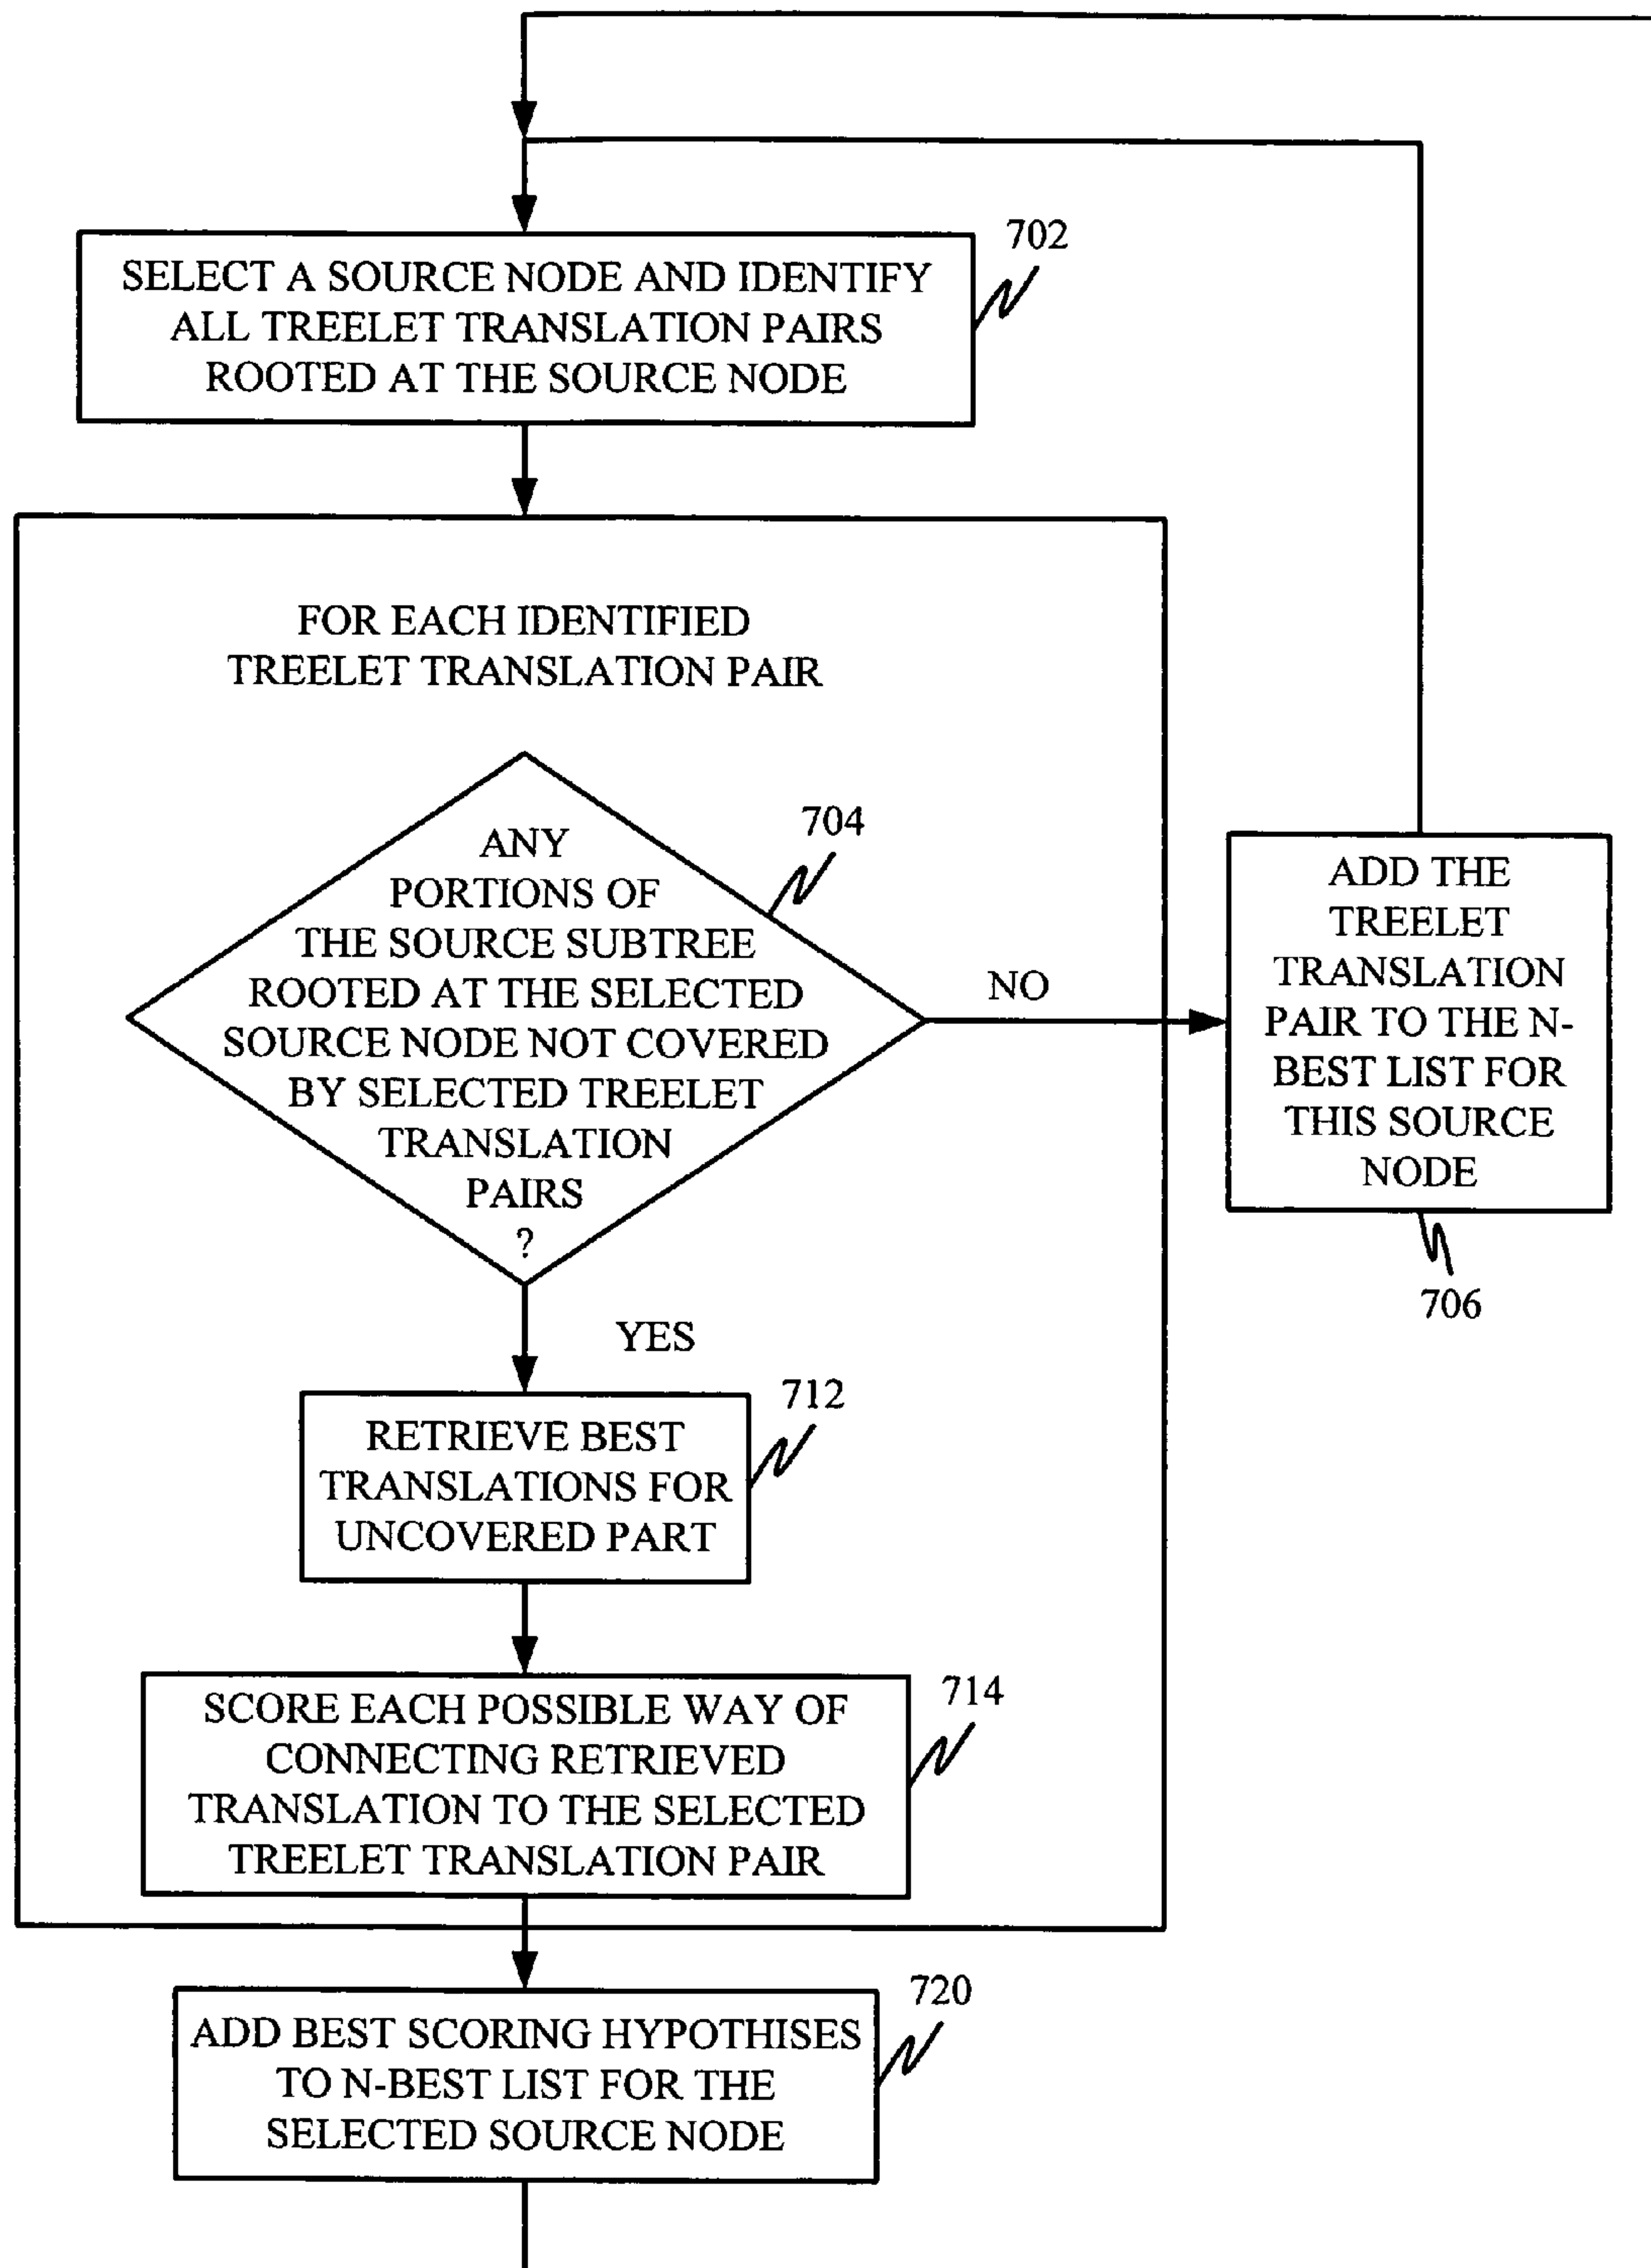 702
SELECT A SOURCE NODE AND IDENTIFY
ALL TREELET TRANSLATION PAIRS
ROOTED AT THE SOURCE NODE
FOR EACH IDENTIFIED
TREELET TRANSLATION PAIR
704
ANY
PORTIONS OF
THE SOURCE SUBTREE
ROOTED AT THE SELECTED
SOURCE NODE NOT COVERED
BY SELECTED TREELET
TRANSLATION
PAIRS
?
NO
ADD THE
TREELET
TRANSLATION
PAIR TO THE N-
BEST LIST FOR
THIS SOURCE
NODE
706
YES
712
RETRIEVE BEST
TRANSLATIONS FOR
UNCOVERED PART
714
SCORE EACH POSSIBLE WAY OF
CONNECTING RETRIEVED
TRANSLATION TO THE SELECTED
TREELET TRANSLATION PAIR
720
ADD BEST SCORING HYPOTHISES
TO N-BEST LIST FOR THE
SELECTED SOURCE NODE